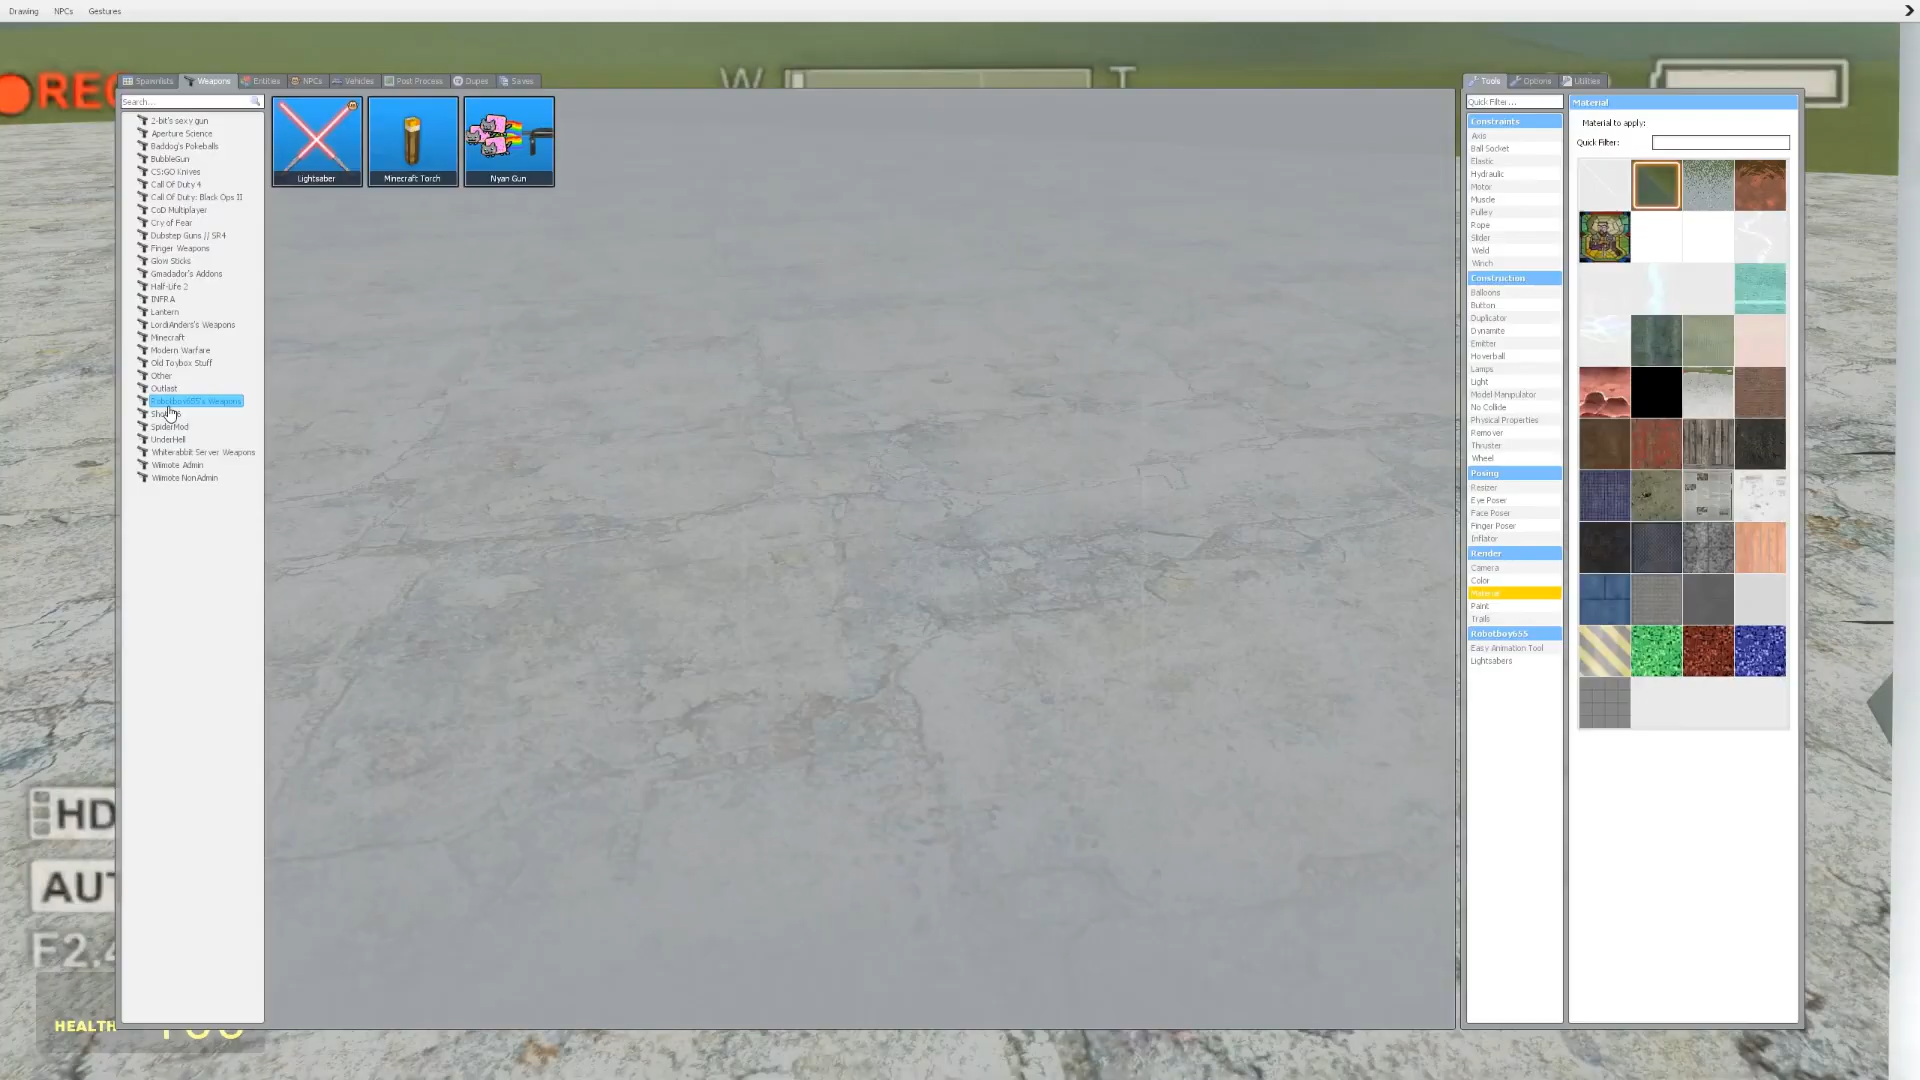 Drawing NPCs Gestures
REC
W T
Spawnlists Weapons Entities NPCs Vehicles Post Process Dupes Saves
Search...
2-bit's sexy gun
Aperture Science
Baddog's Pokeballs
BubbleGun
CS:GO Knives
Call Of Duty 4
Call Of Duty: Black Ops II
CoD Multiplayer
Cry of Fear
Dubstep Guns // SR4
Finger Weapons
Glow Sticks
Gmadador's Addons
Half-Life 2
INFRA
Lantern
LordiAnders's Weapons
Minecraft
Modern Warfare
Old Toybox Stuff
Other
Outlast
Robotboy655's Weapons
SpiderMod
UnderHell
Whiterabbit Server Weapons
Wiimote Admin
Wiimote NonAdmin
Lightsaber
Minecraft Torch
Nyan Gun
Tools Options Utilities
Quick Filter...
Constraints
Axis
Ball Socket
Elastic
Hydraulic
Motor
Muscle
Pulley
Rope
Slider
Weld
Winch
Construction
Balloons
Button
Duplicator
Dynamite
Emitter
Hoverball
Lamps
Light
Model Manipulator
No Collide
Physical Properties
Remover
Thruster
Wheel
Posing
Resizer
Eye Poser
Face Poser
Finger Poser
Inflator
Render
Camera
Color
Material
Paint
Trails
Robotboy655
Easy Animation Tool
Lightsabers
Material
Material to apply:
Quick Filter:
HD
AUT
F2.4
HEALTH